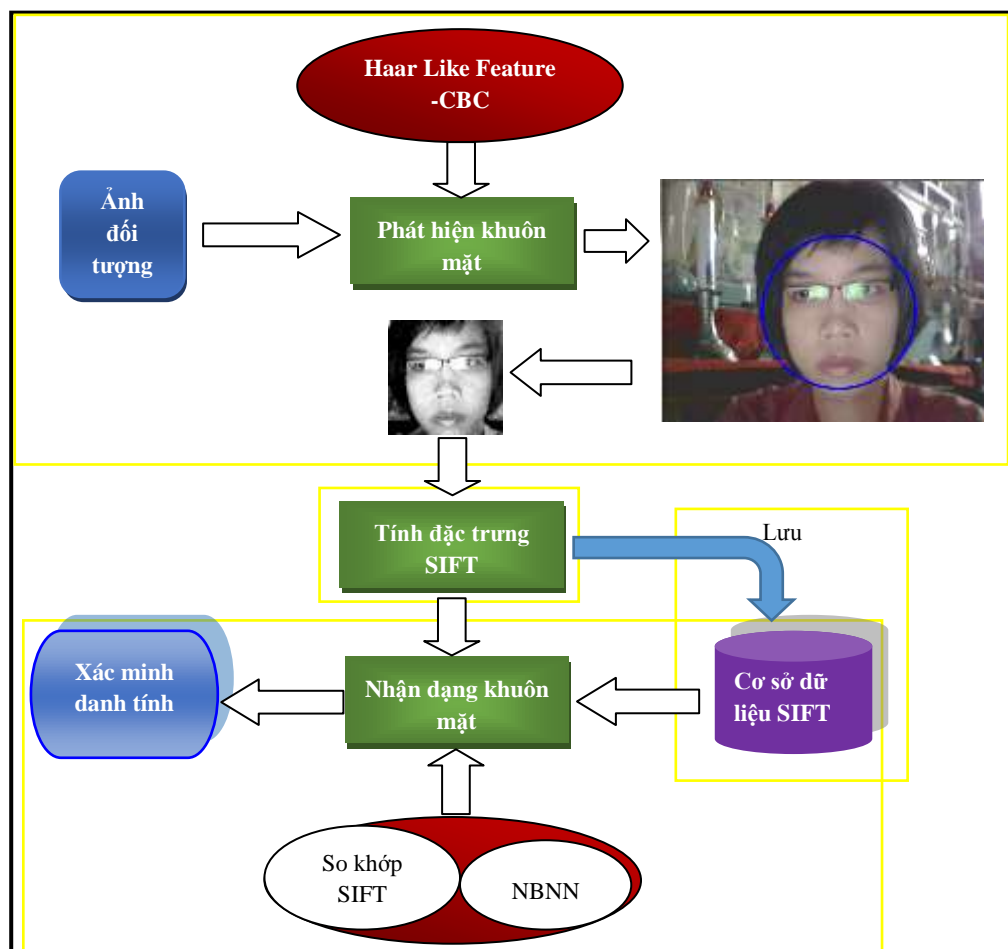 Haar Like Feature
-CBC
Ảnh
đối
tượng
Phát hiện khuôn
mặt
Tính đặc trưng
SIFT
Lưu
Xác minh
danh tính
Nhận dạng khuôn
mặt
Cơ sở dữ
liệu SIFT
So khớp
SIFT
NBNN